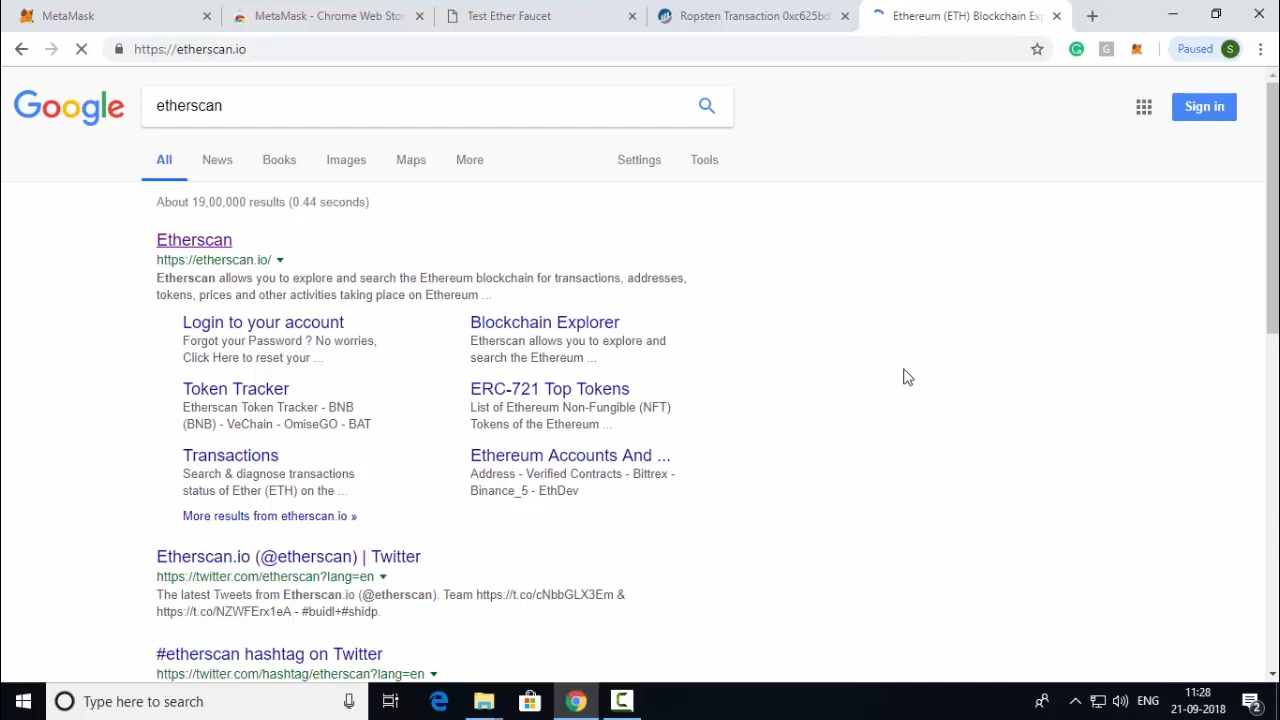 MetaMask
MetaMask - Chrome Web Sto
Test Ether Faucet
Ropsten Transaction 0xc625bd
Ethereum (ETH) Blockchain Exp
https://etherscan.io
Paused S
Google
etherscan
Sign in
All News Books Images Maps More Settings Tools
About 19,00,000 results (0.44 seconds)
Etherscan
https://etherscan.io/
Etherscan allows you to explore and search the Ethereum blockchain for transactions, addresses,
tokens, prices and other activities taking place on Ethereum ...
Login to your account
Forgot your Password ? No worries,
Click Here to reset your ...
Blockchain Explorer
Etherscan allows you to explore and
search the Ethereum ...
Token Tracker
Etherscan Token Tracker - BNB
(BNB) - VeChain - OmiseGO - BAT
ERC-721 Top Tokens
List of Ethereum Non-Fungible (NFT)
Tokens of the Ethereum ...
Transactions
Search & diagnose transactions
status of Ether (ETH) on the ...
Ethereum Accounts And ...
Address - Verified Contracts - Bittrex -
Binance_5 - EthDev
More results from etherscan.io »
Etherscan.io (@etherscan) | Twitter
https://twitter.com/etherscan?lang=en
The latest Tweets from Etherscan.io (@etherscan). Team https://t.co/cNbbGLX3Em &
https://t.co/NZWFErx1eA - #buidl+#shidp.
#etherscan hashtag on Twitter
https://twitter.com/hashtag/etherscan?lang=en
Type here to search
ENG
11:28
21-09-2018
2